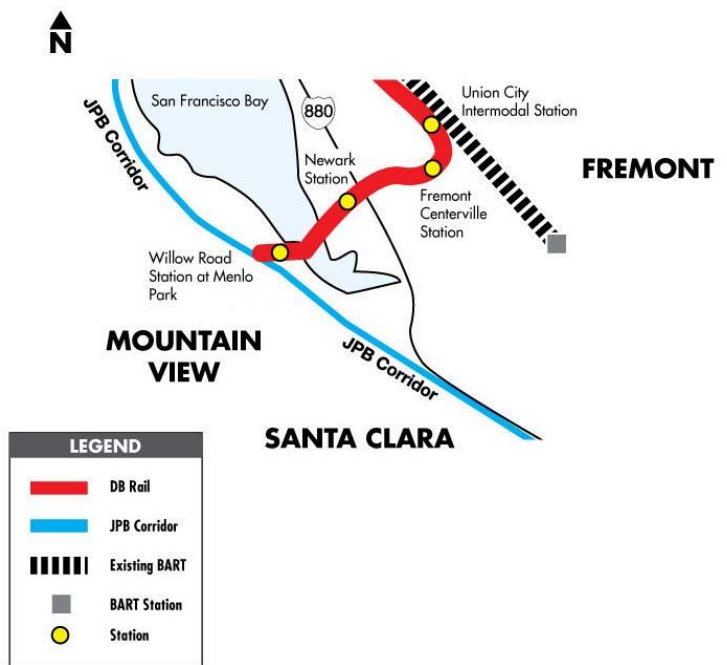 N
San Francisco Bay
880
Union City
Intermodal Station
JPB Corridor
Newark
Station
FREMONT
Fremont
Centerville
Station
Willow Road
Station at Menlo
Park
MOUNTAIN
VIEW
JPB Corridor
SANTA CLARA
LEGEND
DB Rail
JPB Corridor
Existing BART
BART Station
Station